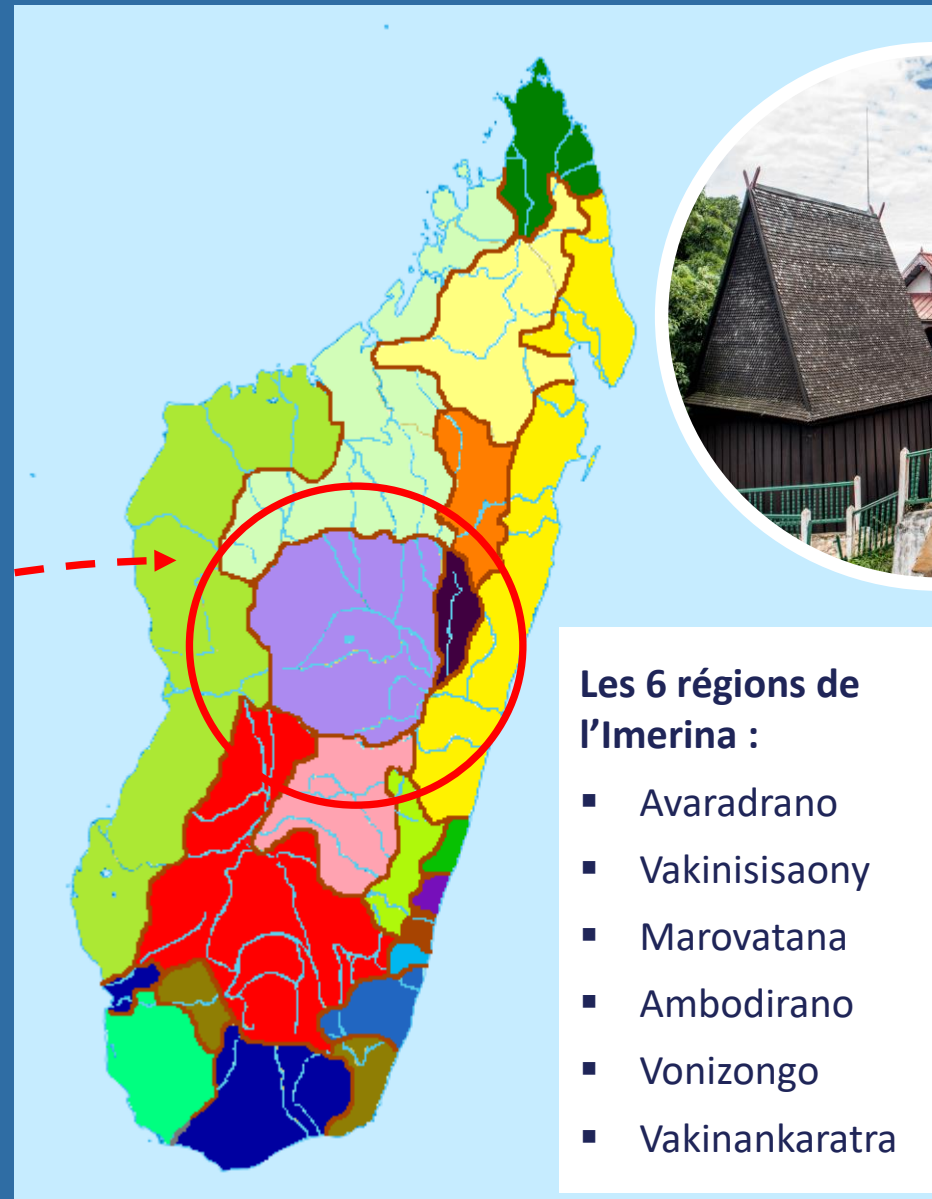 Les 6 régions de
l’Imerina :
▪ Avaradrano
▪ Vakinisisaony
▪ Marovatana
▪ Ambodirano
▪ Vonizongo
▪ Vakinankaratra